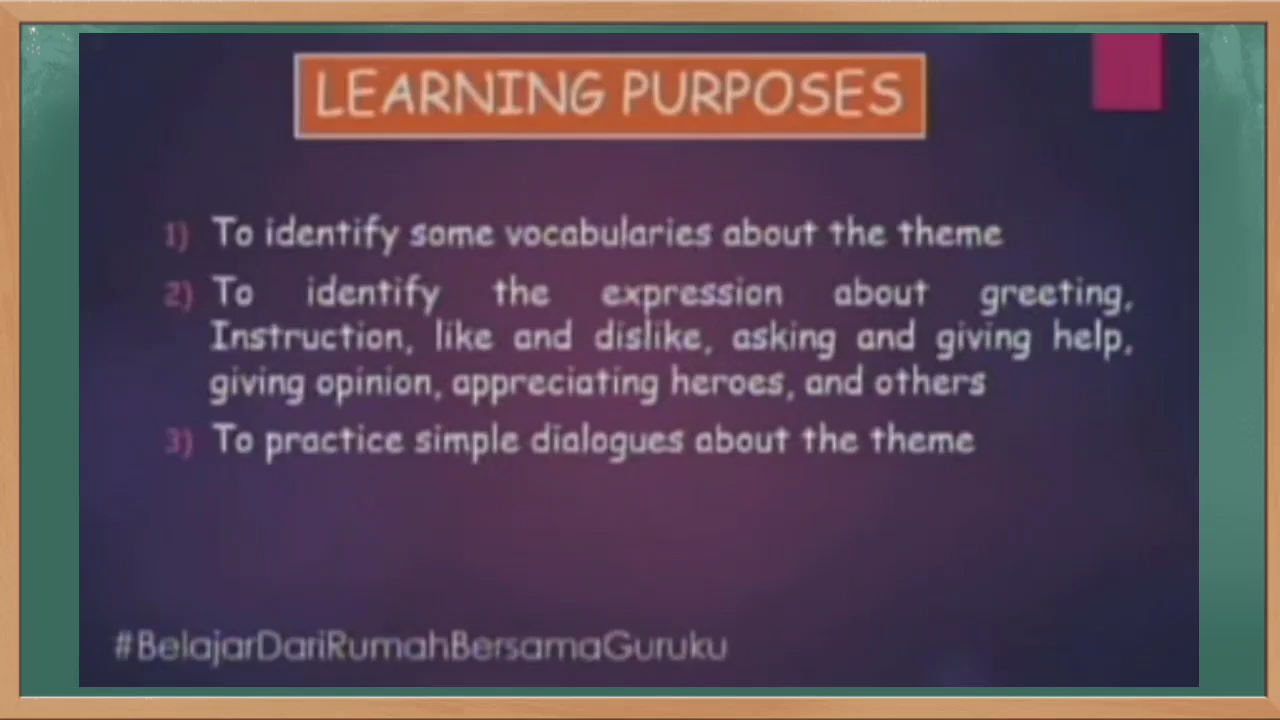 LEARNING PURPOSES
1) To identify some vocabularies about the theme
2) To identify the expression about greeting,
Instruction, like and dislike, asking and giving help,
giving opinion, appreciating heroes, and others
3) To practice simple dialogues about the theme
#BelajarDariRumahBersamaGuruku